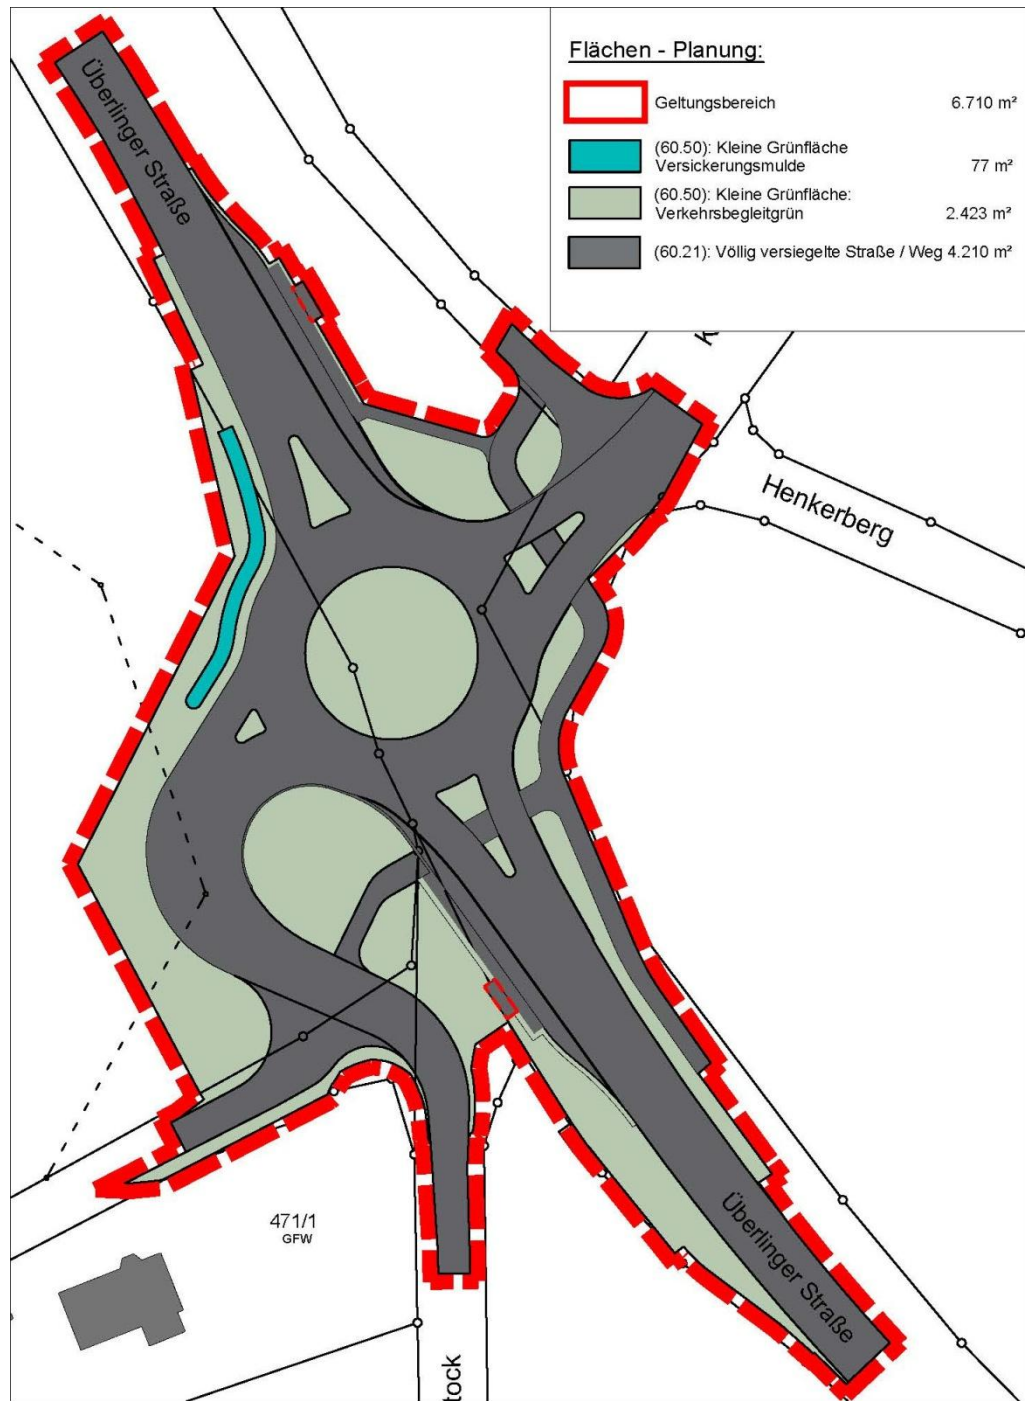 Flächen - Planung:
Geltungsbereich 6.710 m²
(60.50): Kleine Grünfläche
Versickerungsmulde 77 m²
(60.50): Kleine Grünfläche:
Verkehrsbegleitgrün 2.423 m²
(60.21): Völlig versiegelte Straße / Weg 4.210 m²
Überlinger Straße
Henkerberg
471/1
GFW
Überlinger Straße
tock